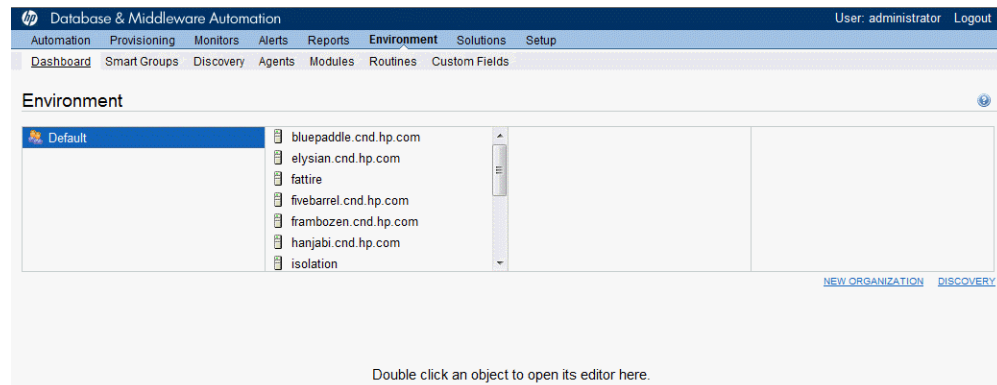 hp Database & Middleware Automation User: administrator Logout
Automation Provisioning Monitors Alerts Reports Environment Solutions Setup
Dashboard Smart Groups Discovery Agents Modules Routines Custom Fields
Environment
Default
bluepaddle.cnd.hp.com
elysian.cnd.hp.com
fattire
fivebarrel.cnd.hp.com
frambozen.cnd.hp.com
hanjabi.cnd.hp.com
isolation
NEW ORGANIZATION DISCOVERY
Double click an object to open its editor here.